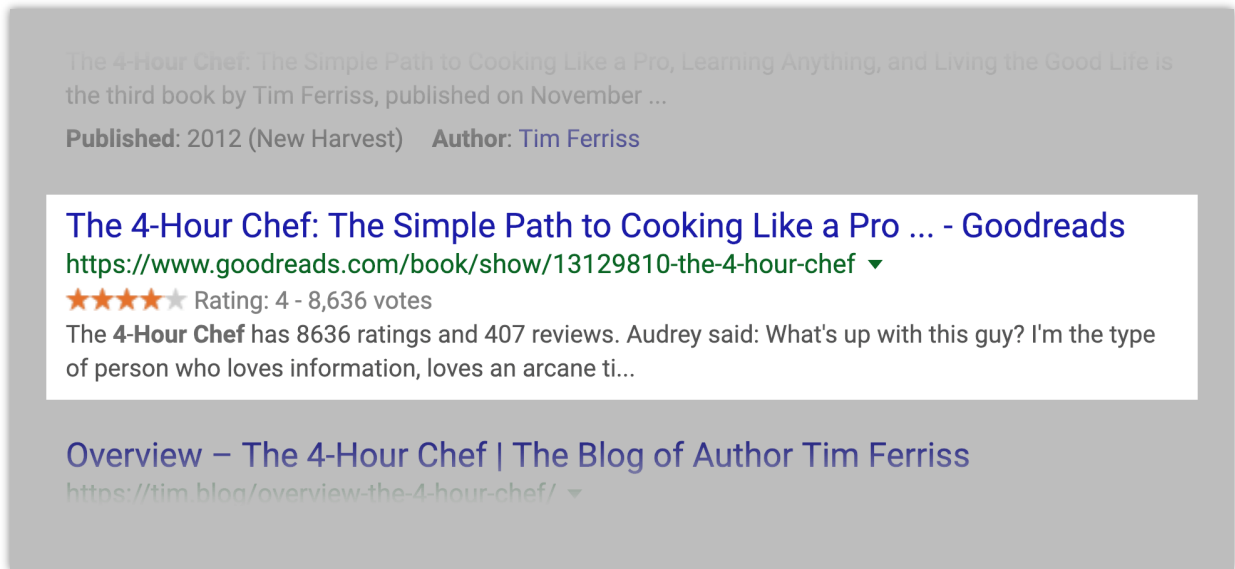 The 4-Hour Chef: The Simple Path to Cooking Like a Pro, Learning Anything, and Living the Good Life is
the third book by Tim Ferriss, published on November ...
Published: 2012 (New Harvest) Author: Tim Ferriss
The 4-Hour Chef: The Simple Path to Cooking Like a Pro ... - Goodreads
https://www.goodreads.com/book/show/13129810-the-4-hour-chef
Rating: 4 - 8,636 votes
The 4-Hour Chef has 8636 ratings and 407 reviews. Audrey said: What's up with this guy? I'm the type
of person who loves information, loves an arcane ti...
Overview – The 4-Hour Chef | The Blog of Author Tim Ferriss
https://tim.blog/overview-the-4-hour-chef/